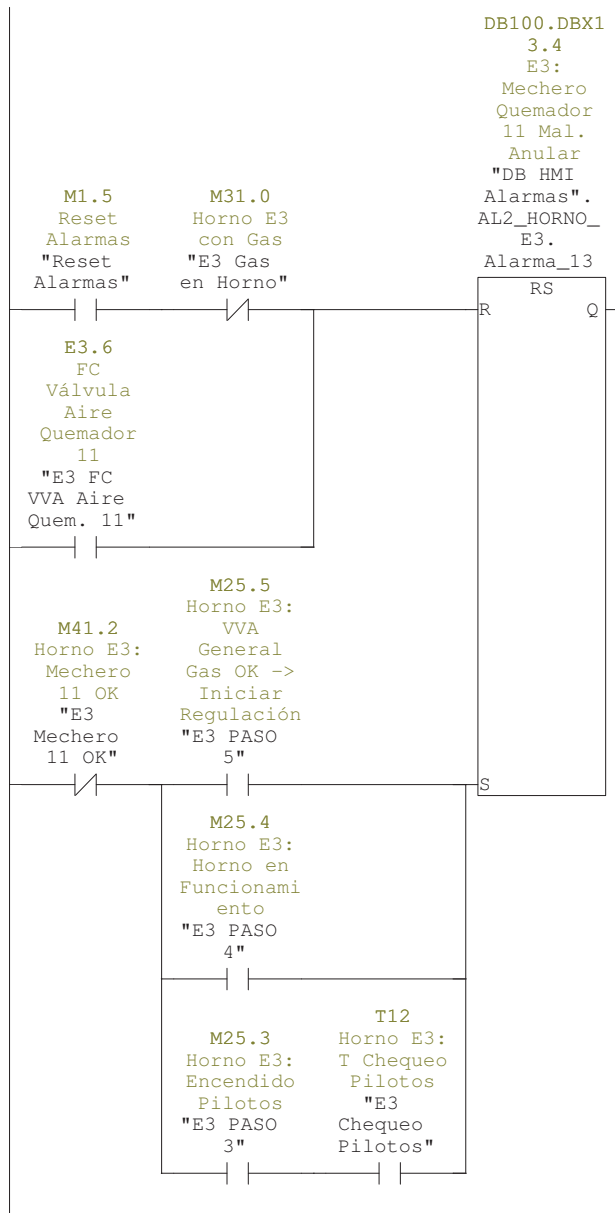 DB100.DBX1
3.4
E3:
Mechero
Quemador
11 Mal.
Anular
"DB HMI
Alarmas".
AL2_HORNO_
E3.
Alarma_13
M1.5
Reset
Alarmas
"Reset
Alarmas"
M31.0
Horno E3
con Gas
"E3 Gas
en Horno"
RS
R
Q
E3.6
FC
Válvula
Aire
Quemador
11
"E3 FC
VVA Aire
Quem. 11"
M41.2
Horno E3:
Mechero
11 OK
"E3
Mechero
11 OK"
M25.5
Horno E3:
VVA
General
Gas OK ->
Iniciar
Regulación
"E3 PASO
5"
S
M25.4
Horno E3:
Horno en
Funcionami
ento
"E3 PASO
4"
M25.3
Horno E3:
Encendido
Pilotos
"E3 PASO
3"
T12
Horno E3:
T Chequeo
Pilotos
"E3
Chequeo
Pilotos"